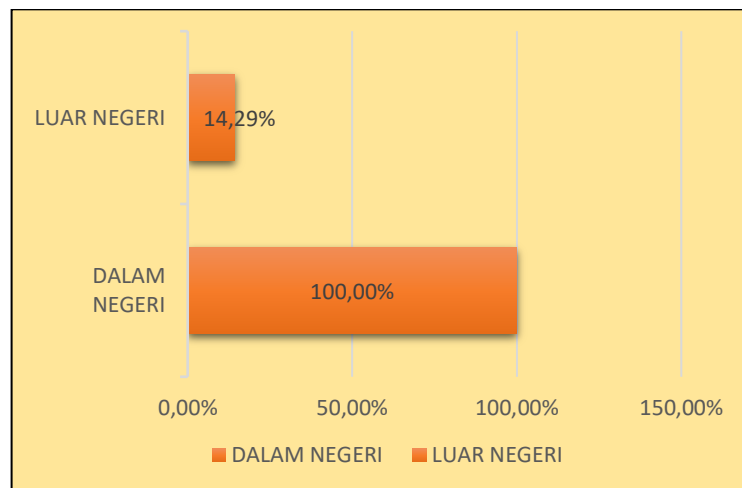 LUAR NEGERI
14,29%
DALAM
NEGERI
100,00%
0,00% 50,00% 100,00% 150,00%
DALAM NEGERI LUAR NEGERI